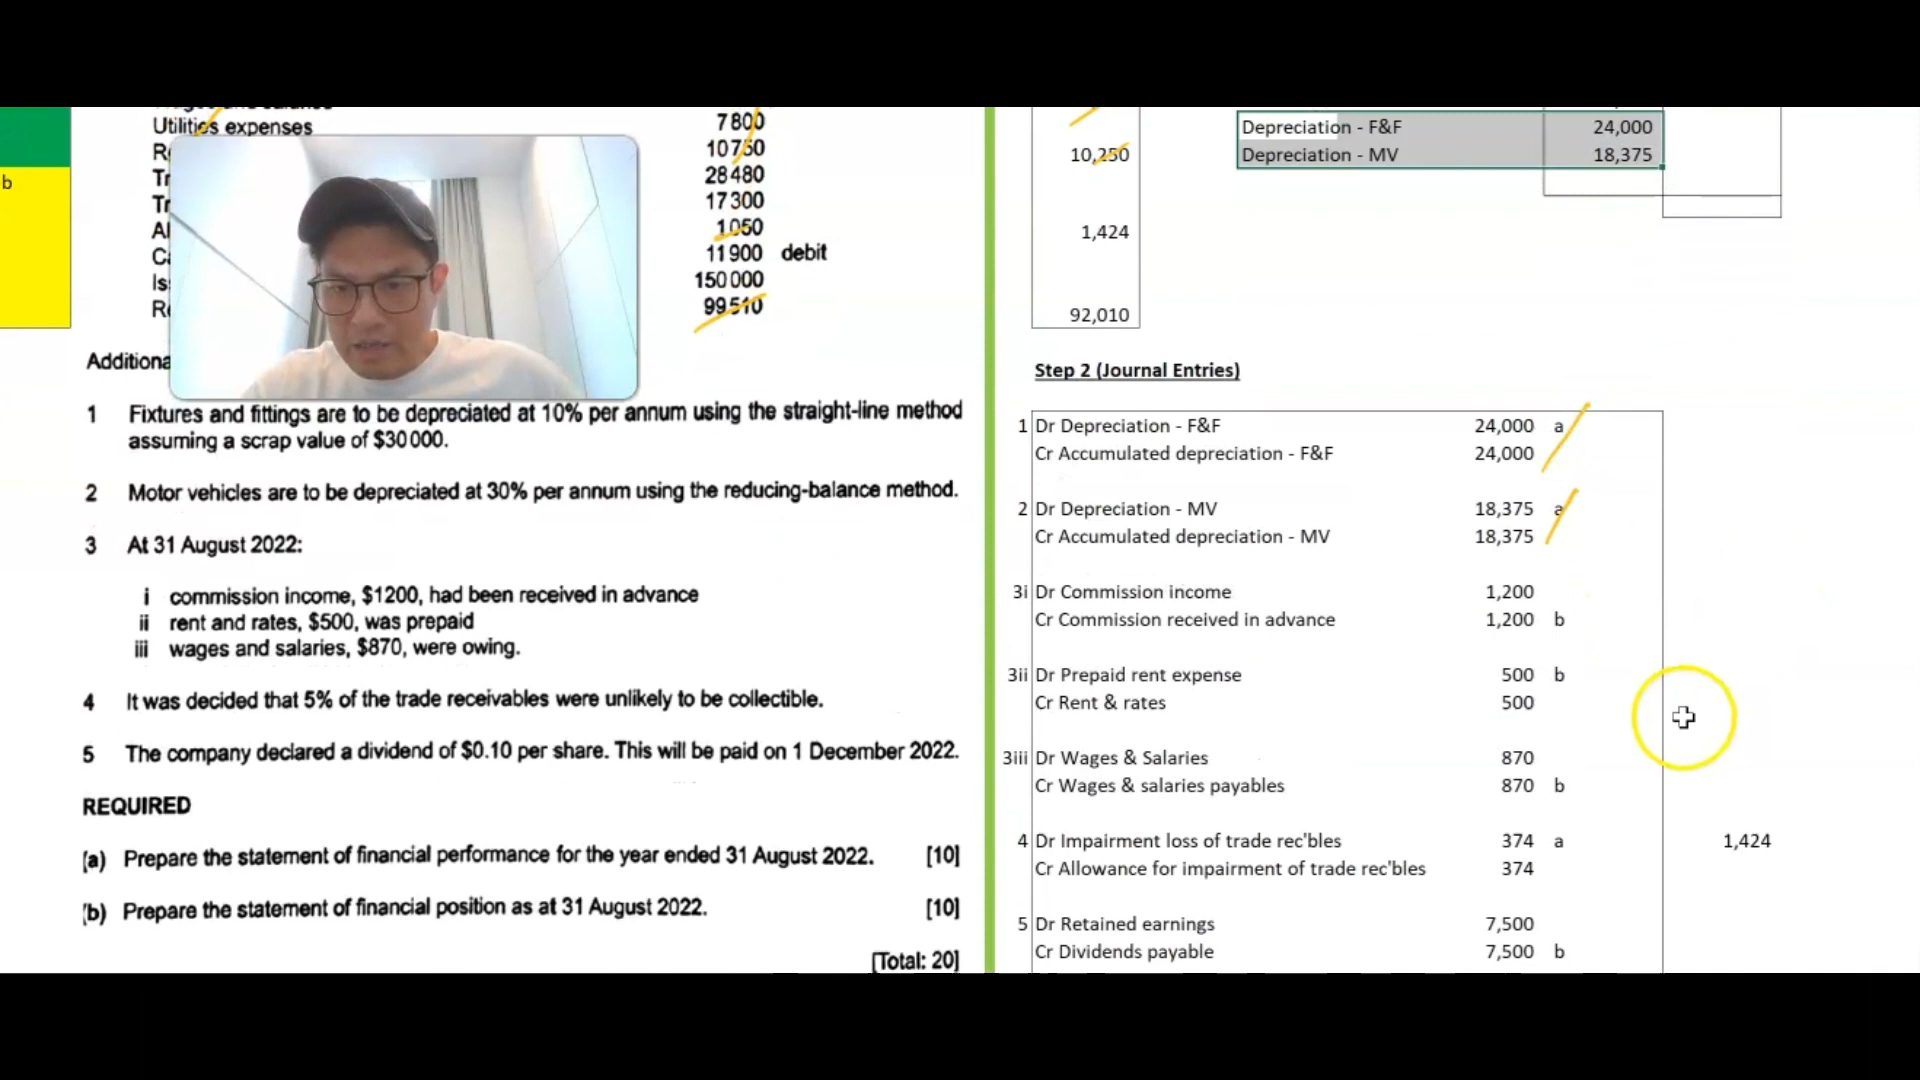 b
Utilities expenses 7800
10750
28480
17300
1050
11900 debit
150000
99510
Additiona
1 Fixtures and fittings are to be depreciated at 10% per annum using the straight-line method
assuming a scrap value of $30000.
2 Motor vehicles are to be depreciated at 30% per annum using the reducing-balance method.
3 At 31 August 2022:
i commission income, $1200, had been received in advance
ii rent and rates, $500, was prepaid
iii wages and salaries, $870, were owing.
4 It was decided that 5% of the trade receivables were unlikely to be collectible.
5 The company declared a dividend of $0.10 per share. This will be paid on 1 December 2022.
REQUIRED
(a) Prepare the statement of financial performance for the year ended 31 August 2022. [10]
(b) Prepare the statement of financial position as at 31 August 2022. [10]
[Total: 20]
10,250
1,424
92,010
Depreciation - F&F 24,000
Depreciation - MV 18,375
Step 2 (Journal Entries)
1 Dr Depreciation - F&F 24,000 a
Cr Accumulated depreciation - F&F 24,000
2 Dr Depreciation - MV 18,375 a
Cr Accumulated depreciation - MV 18,375
3i Dr Commission income 1,200
Cr Commission received in advance 1,200 b
3ii Dr Prepaid rent expense 500 b
Cr Rent & rates 500
3iii Dr Wages & Salaries 870
Cr Wages & salaries payables 870 b
4 Dr Impairment loss of trade rec'bles 374 a 1,424
Cr Allowance for impairment of trade rec'bles 374
5 Dr Retained earnings 7,500
Cr Dividends payable 7,500 b